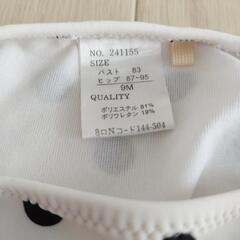 NO. 241155
SIZE
バスト 83
ヒップ 87-95
9M
QUALITY
ポリエステル 81%
ポリウレタン 19%
8ロNコード144-504